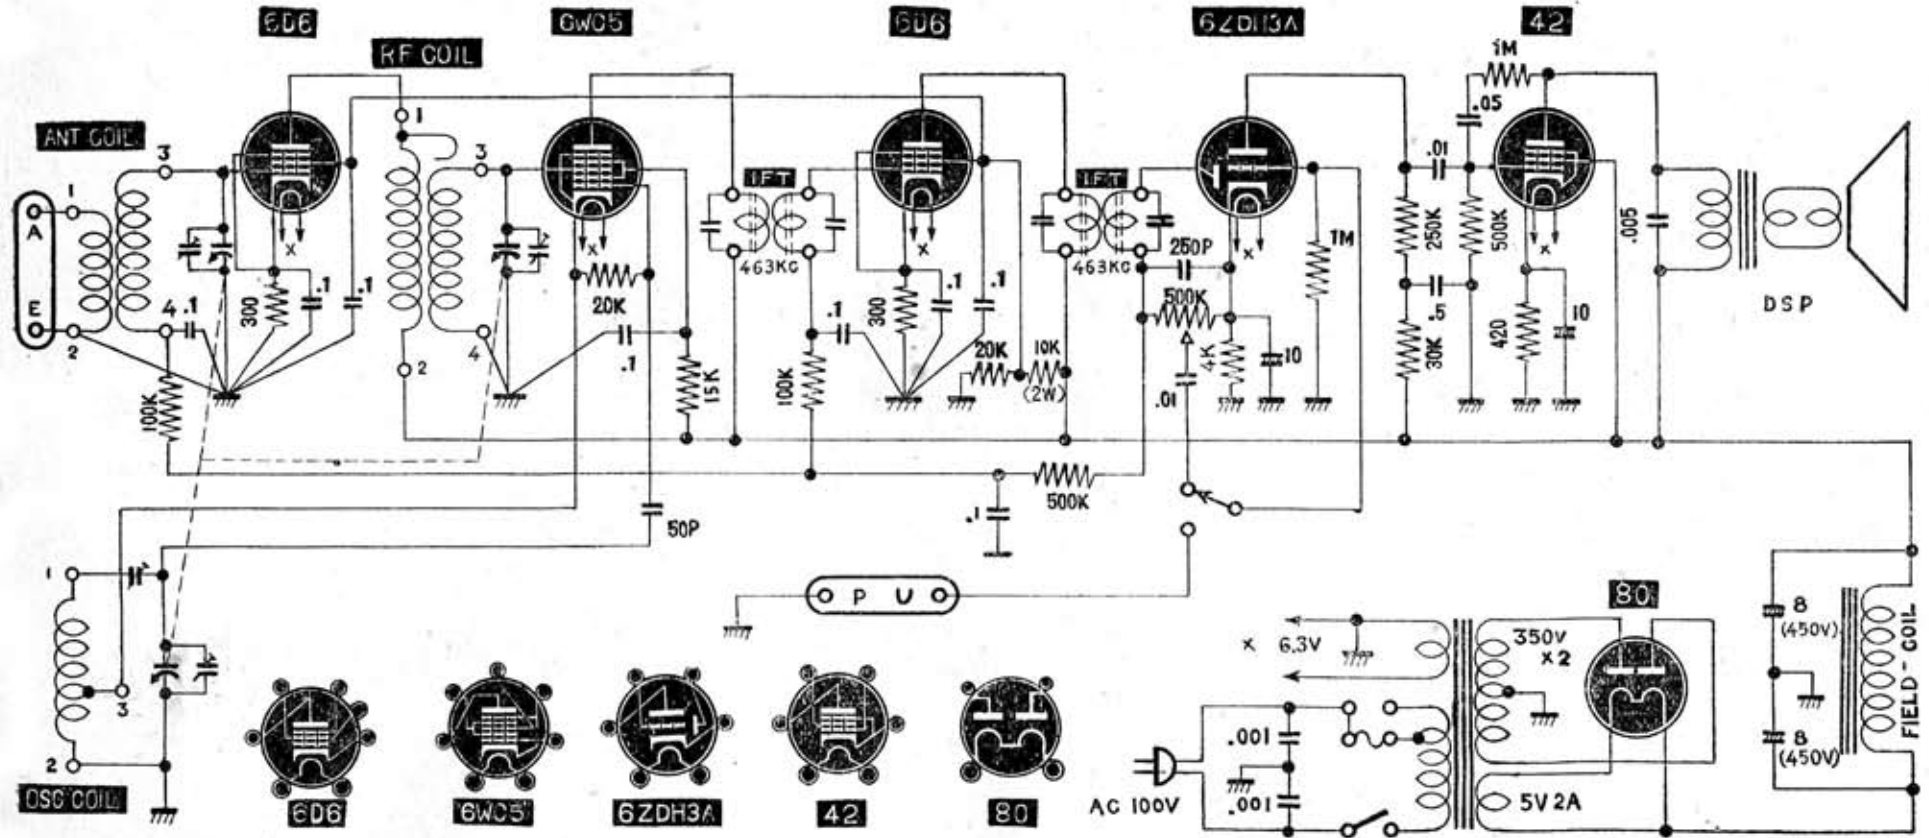 6D6
6WC5
6D6
6ZDH3A
42
RF COIL
1M
.05
ANT COIL
1
3
3
IFT
IFT
.01
1
A
250K
500K
.005
1M
463KC
463KC
250P
X
X
X
X
X
20K
500K
DSP
E
4
.1
300
.1
.1
.1
300
.1
.1
.5
420
10
2
2
4
.1
20K
10K
(2W)
4K
10
30K
.01
100K
15K
100K
500K
50P
.1
1
P U
80
8
(450V)
X 6.3V
350V
X2
3
FIELD-COIL
2
.001
8
(450V)
OSC COIL
AC 100V
.001
5V 2A
6D6
6WC5
6ZDH3A
42
80